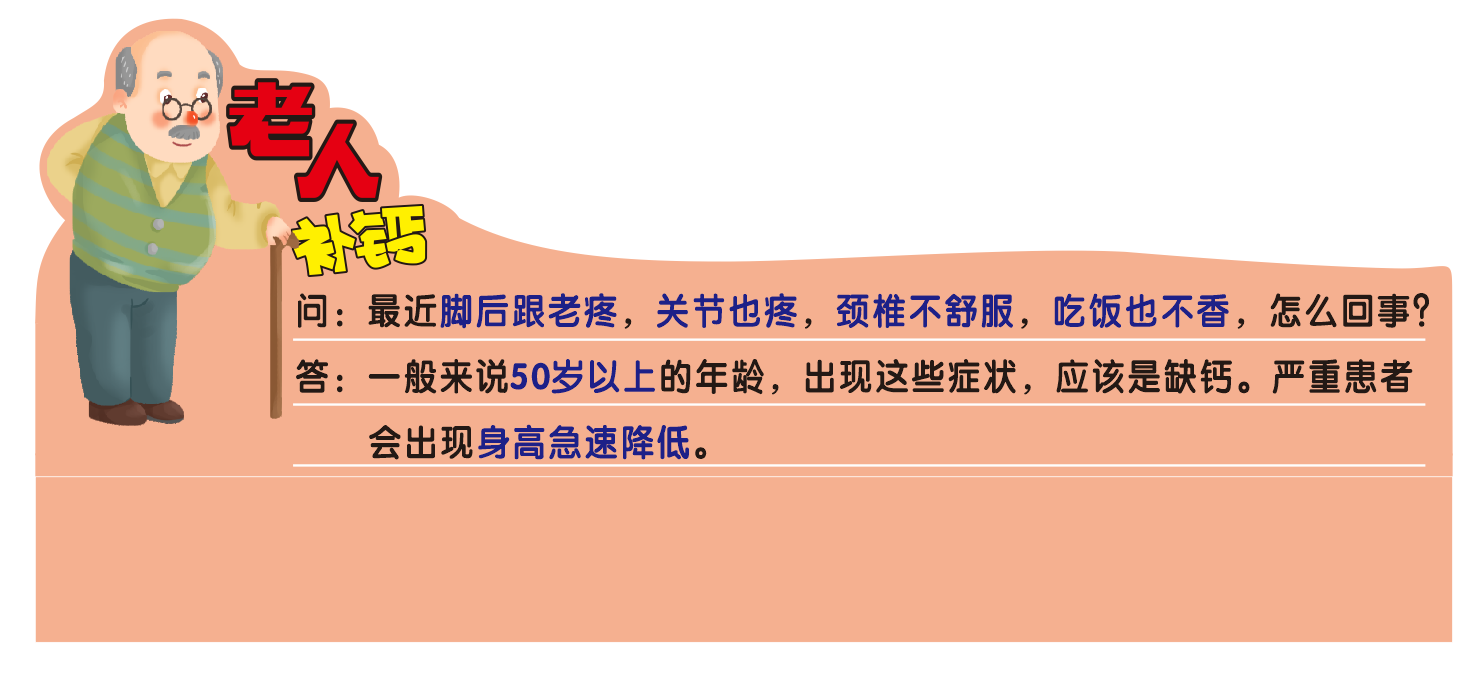 老人
补钙
问：最近脚后跟老疼，关节也疼，颈椎不舒服，吃饭也不香，怎么回事？
答：一般来说50岁以上的年龄，出现这些症状，应该是缺钙。严重患者
会出现身高急速降低。